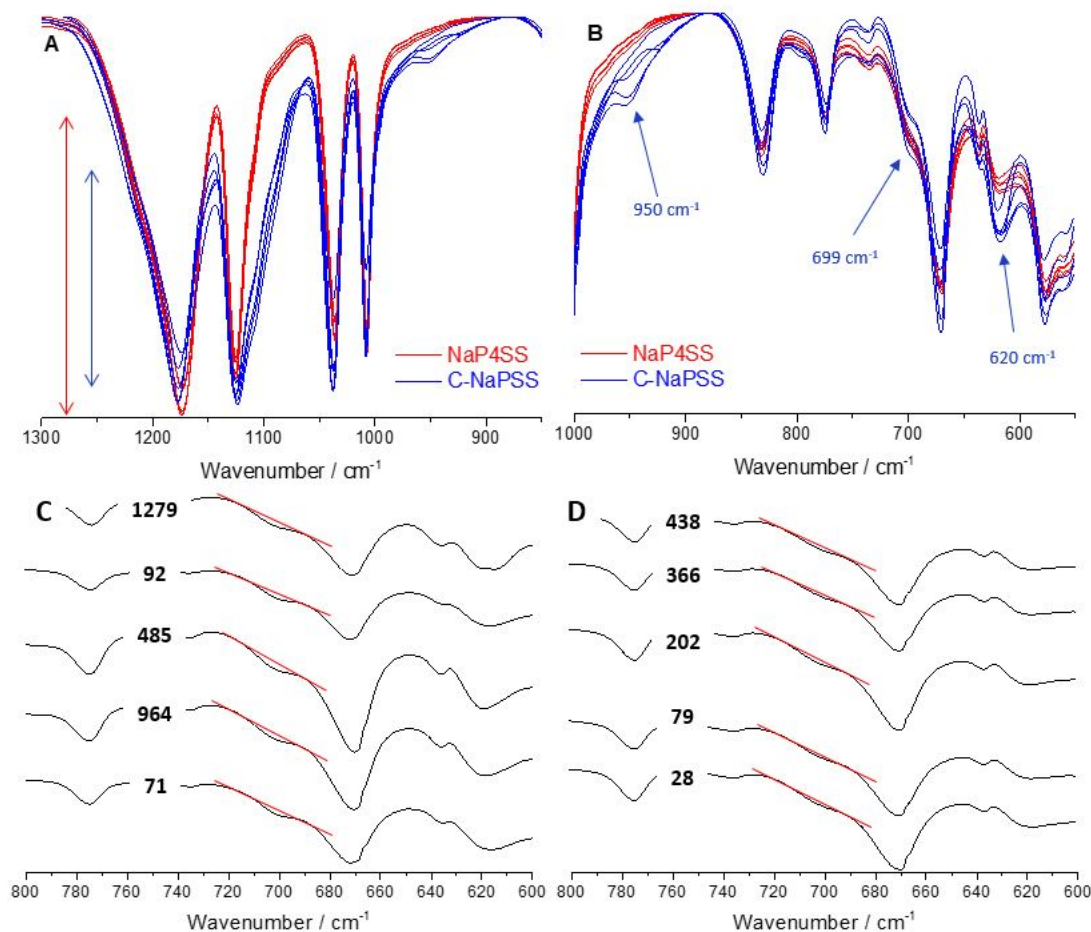 A
NaP4SS
C-NaPSS
1300 1200 1100 1000 900
Wavenumber / cm⁻¹
B
950 cm⁻¹
699 cm⁻¹
620 cm⁻¹
NaP4SS
C-NaPSS
1000 900 800 700 600
Wavenumber / cm⁻¹
C
1279
92
485
964
71
800 780 760 740 720 700 680 660 640 620 600
Wavenumber / cm⁻¹
D
438
366
202
79
28
800 780 760 740 720 700 680 660 640 620 600
Wavenumber / cm⁻¹